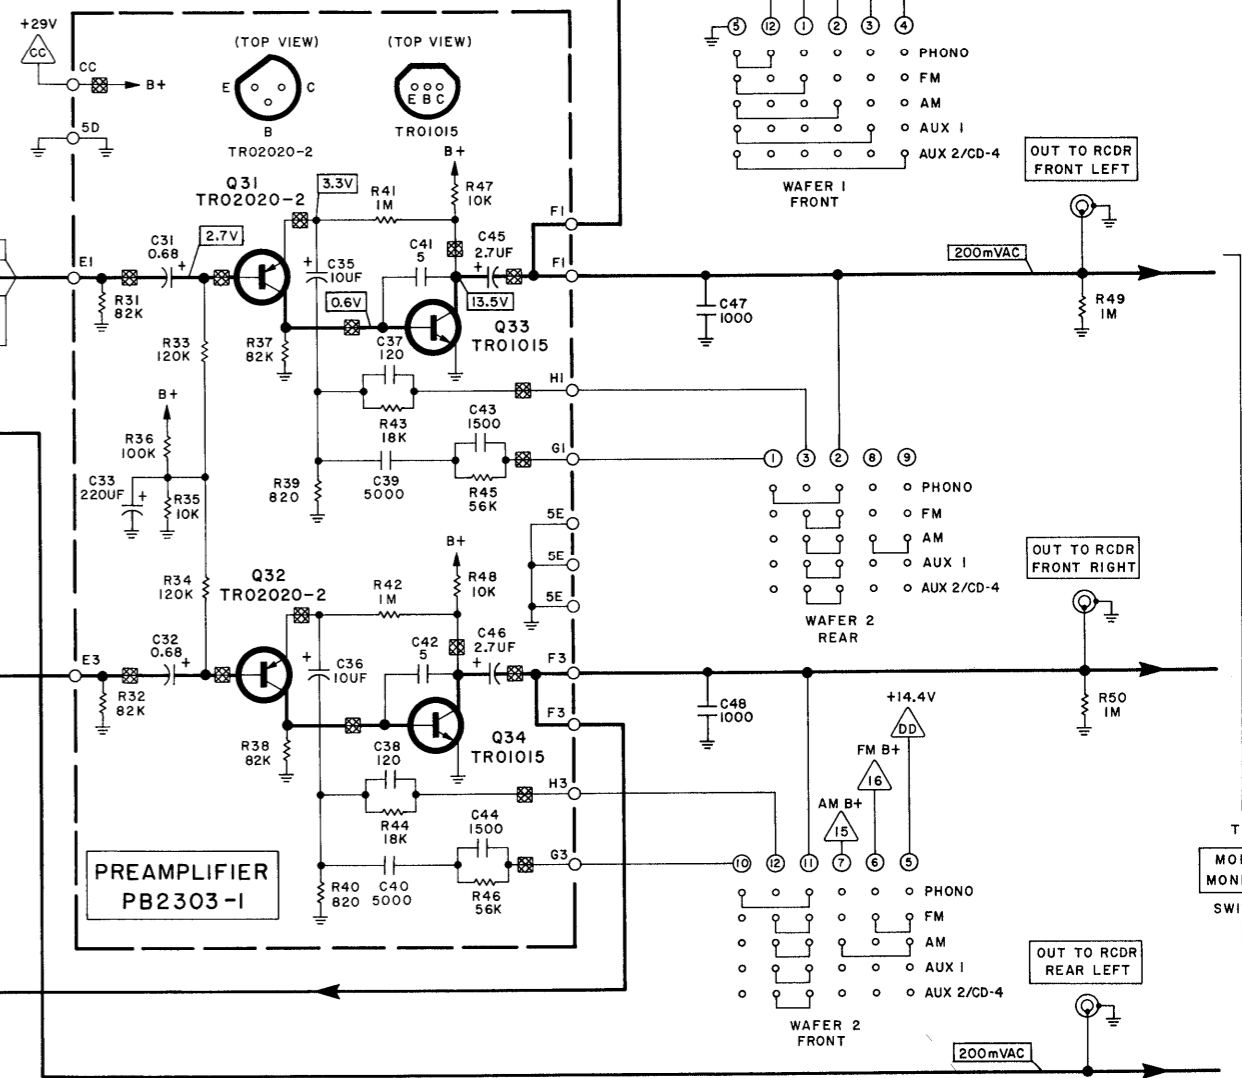 +29V
CC
CC
B+
5D
(TOP VIEW)
E
C
B
TR02020-2
(TOP VIEW)
E B C
TR01015
B+
5
12
1
2
3
4
PHONO
FM
AM
AUX 1
AUX 2/CD-4
WAFER 1
FRONT
OUT TO RCDR
FRONT LEFT
Q31
TR02020-2
3.3V
R41
1M
R47
10K
F1
C31
0.68
+
2.7V
E1
R31
82K
+
C35
10UF
C41
5
C45
2.7UF
+
F1
0.6V
13.5V
Q33
TR01015
200mVAC
C47
1000
R49
1M
R33
120K
R37
82K
C37
120
R43
18K
H1
B+
R36
100K
C33
220UF
+
R35
10K
C43
1500
G1
R39
820
C39
5000
R45
56K
1
3
2
8
9
PHONO
FM
AM
AUX 1
AUX 2/CD-4
WAFER 2
REAR
5E
5E
5E
OUT TO RCDR
FRONT RIGHT
R34
120K
Q32
TR02020-2
R42
1M
B+
R48
10K
C32
0.68
+
E3
R32
82K
+
C36
10UF
C42
5
C46
2.7UF
+
F3
F3
Q34
TR01015
C48
1000
+14.4V
DD
FM B+
16
AM B+
15
R50
1M
R38
82K
C38
120
R44
18K
H3
C44
1500
G3
R40
820
C40
5000
R46
56K
PREAMPLIFIER
PB2303-1
10
12
11
7
6
5
PHONO
FM
AM
AUX 1
AUX 2/CD-4
WAFER 2
FRONT
OUT TO RCDR
REAR LEFT
200mVAC
T
MO
MON
SWI